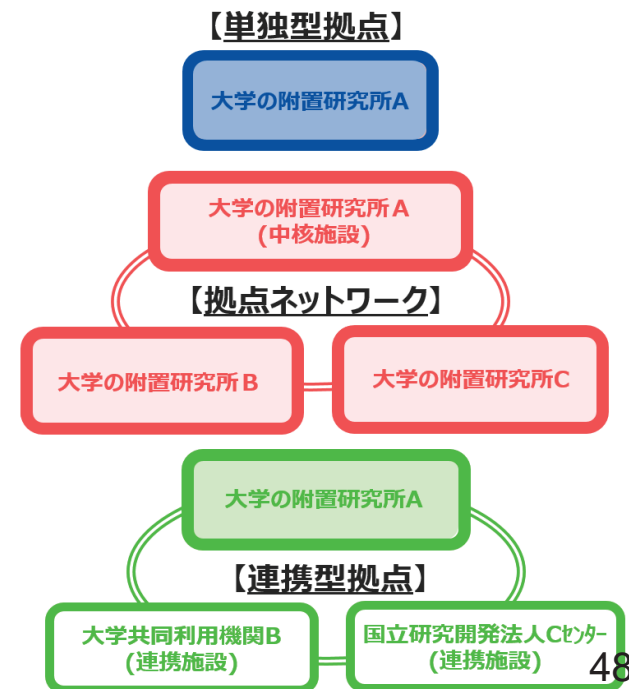 【単独型拠点】
大学の附置研究所A
大学の附置研究所A
(中核施設)
【拠点ネットワーク】
大学の附置研究所B
大学の附置研究所C
大学の附置研究所A
【連携型拠点】
大学共同利用機関B
(連携施設)
国立研究開発法人Cｾﾝﾀｰ
(連携施設)
48